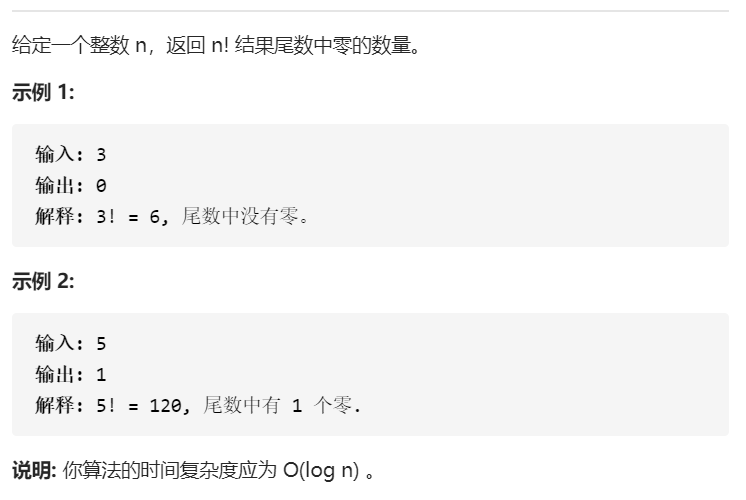 给定一个整数 n，返回 n! 结果尾数中零的数量。
示例 1:
输入: 3
输出: 0
解释: 3! = 6, 尾数中没有零。
示例 2:
输入: 5
输出: 1
解释: 5! = 120, 尾数中有 1 个零.
说明: 你算法的时间复杂度应为 O(log n) 。